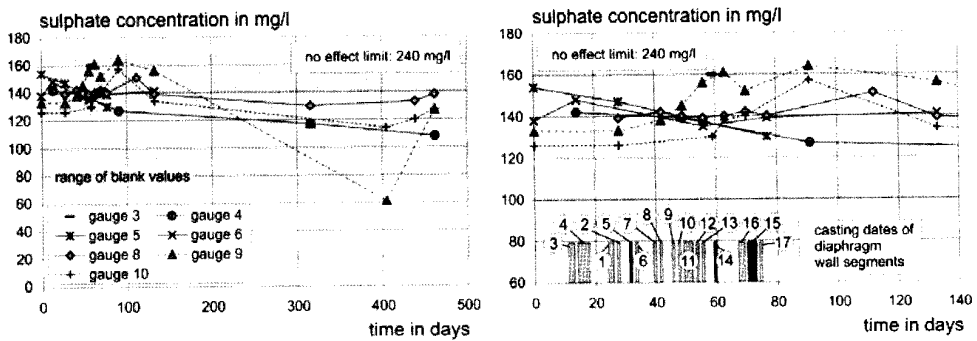 sulphate concentration in mg/l
180
160
140
120
100
80
60
40
20
0
no effect limit: 240 mg/l
range of blank values
gauge 3
gauge 4
gauge 5
gauge 6
gauge 8
gauge 9
gauge 10
0 100 200 300 400 500
time in days
sulphate concentration in mg/l
180
160
140
120
100
80
60
no effect limit: 240 mg/l
4 2 5 7 8 9 10 12 13 16 15
3 1 6 11 14 17
casting dates of
diaphragm
wall segments
0 20 40 60 80 100 120 140
time in days